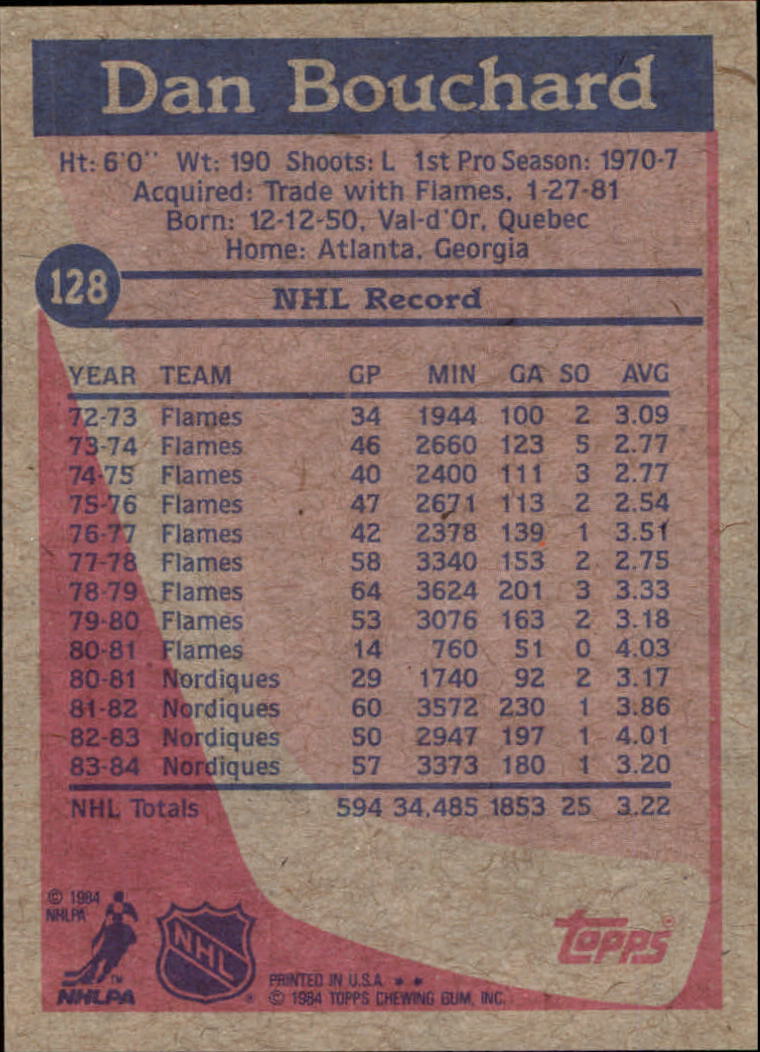 Dan Bouchard
Ht: 6'0" Wt: 190 Shoots: L 1st Pro Season: 1970-7
Acquired: Trade with Flames, 1-27-81
Born: 12-12-50, Val-d'Or, Quebec
Home: Atlanta, Georgia
128
NHL Record
YEAR TEAM GP MIN GA SO AVG
72-73 Flames 34 1944 100 2 3.09
73-74 Flames 46 2660 123 5 2.77
74-75 Flames 40 2400 111 3 2.77
75-76 Flames 47 2671 113 2 2.54
76-77 Flames 42 2378 139 1 3.51
77-78 Flames 58 3340 153 2 2.75
78-79 Flames 64 3624 201 3 3.33
79-80 Flames 53 3076 163 2 3.18
80-81 Flames 14 760 51 0 4.03
80-81 Nordiques 29 1740 92 2 3.17
81-82 Nordiques 60 3572 230 1 3.86
82-83 Nordiques 50 2947 197 1 4.01
83-84 Nordiques 57 3373 180 1 3.20
NHL Totals 594 34,485 1853 25 3.22
© 1984
NHLPA
NHLPA™
NHL®
topps®
PRINTED IN U.S.A. * *
© 1984 TOPPS CHEWING GUM, INC.